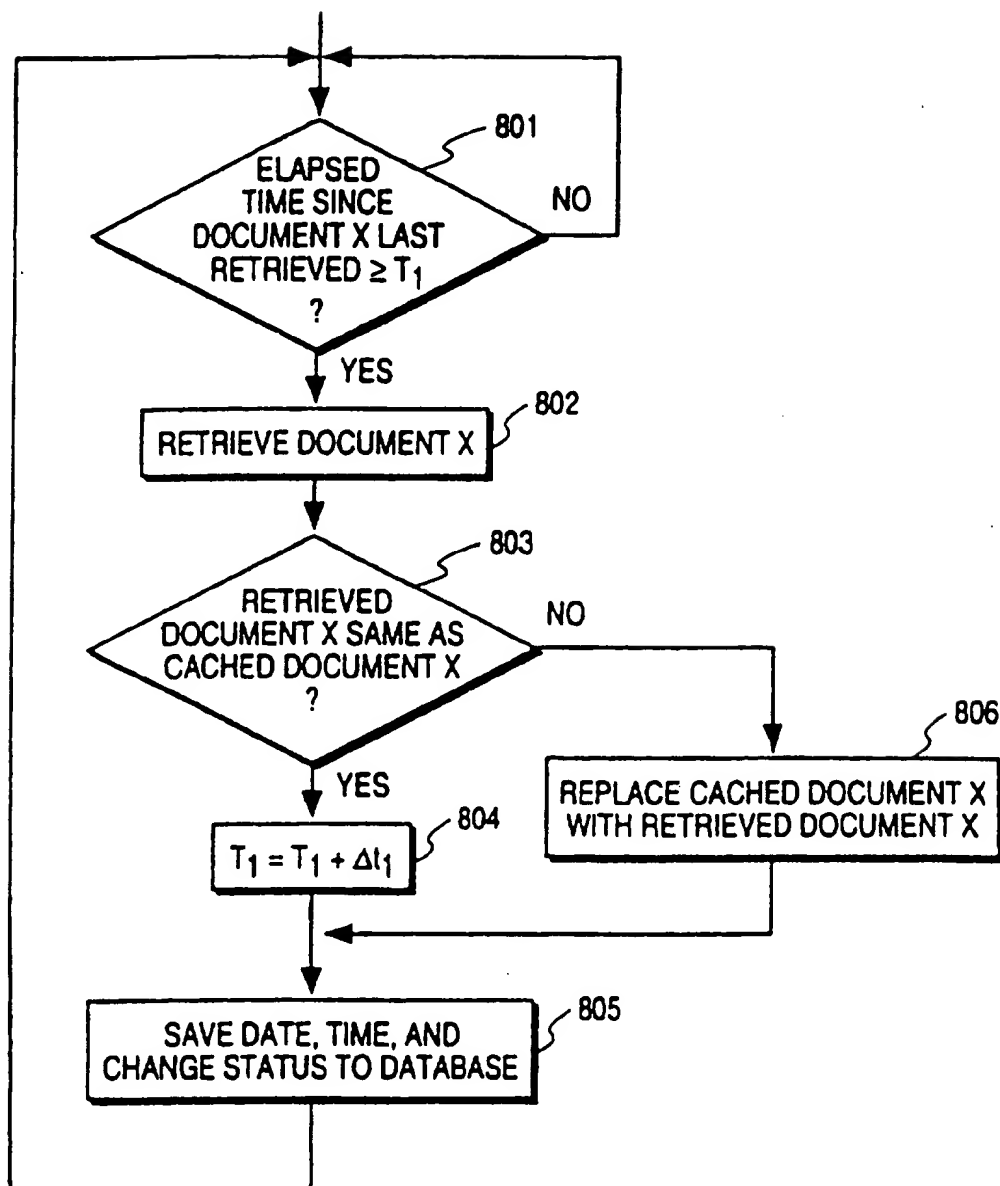 801
ELAPSED
TIME SINCE
DOCUMENT X LAST
RETRIEVED ≥ T₁
?
NO
YES
802
RETRIEVE DOCUMENT X
803
RETRIEVED
DOCUMENT X SAME AS
CACHED DOCUMENT X
?
NO
YES
806
REPLACE CACHED DOCUMENT X
WITH RETRIEVED DOCUMENT X
804
T₁ = T₁ + Δt₁
805
SAVE DATE, TIME, AND
CHANGE STATUS TO DATABASE